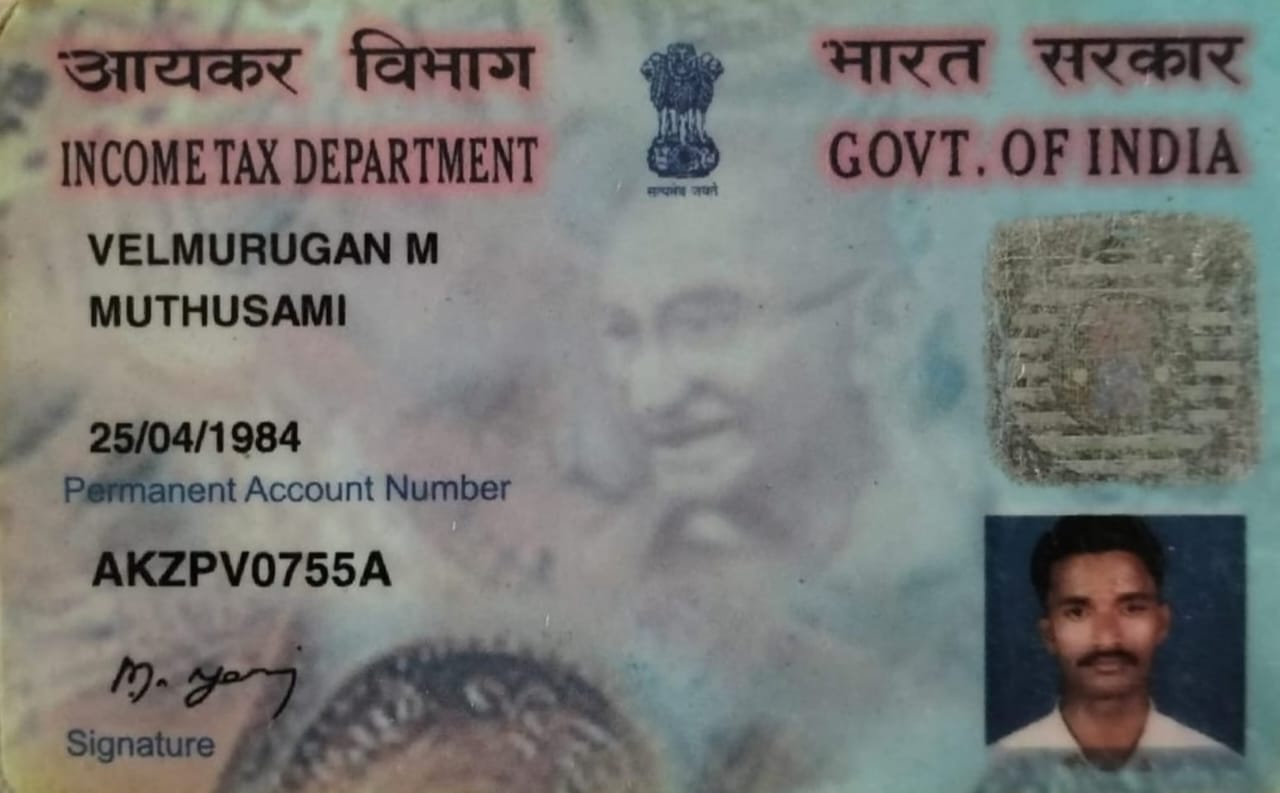 आयकर विभाग
भारत सरकार
INCOME TAX DEPARTMENT
GOVT. OF INDIA
सत्यमेव जयते
VELMURUGAN M
MUTHUSAMI
25/04/1984
Permanent Account Number
AKZPV0755A
Signature